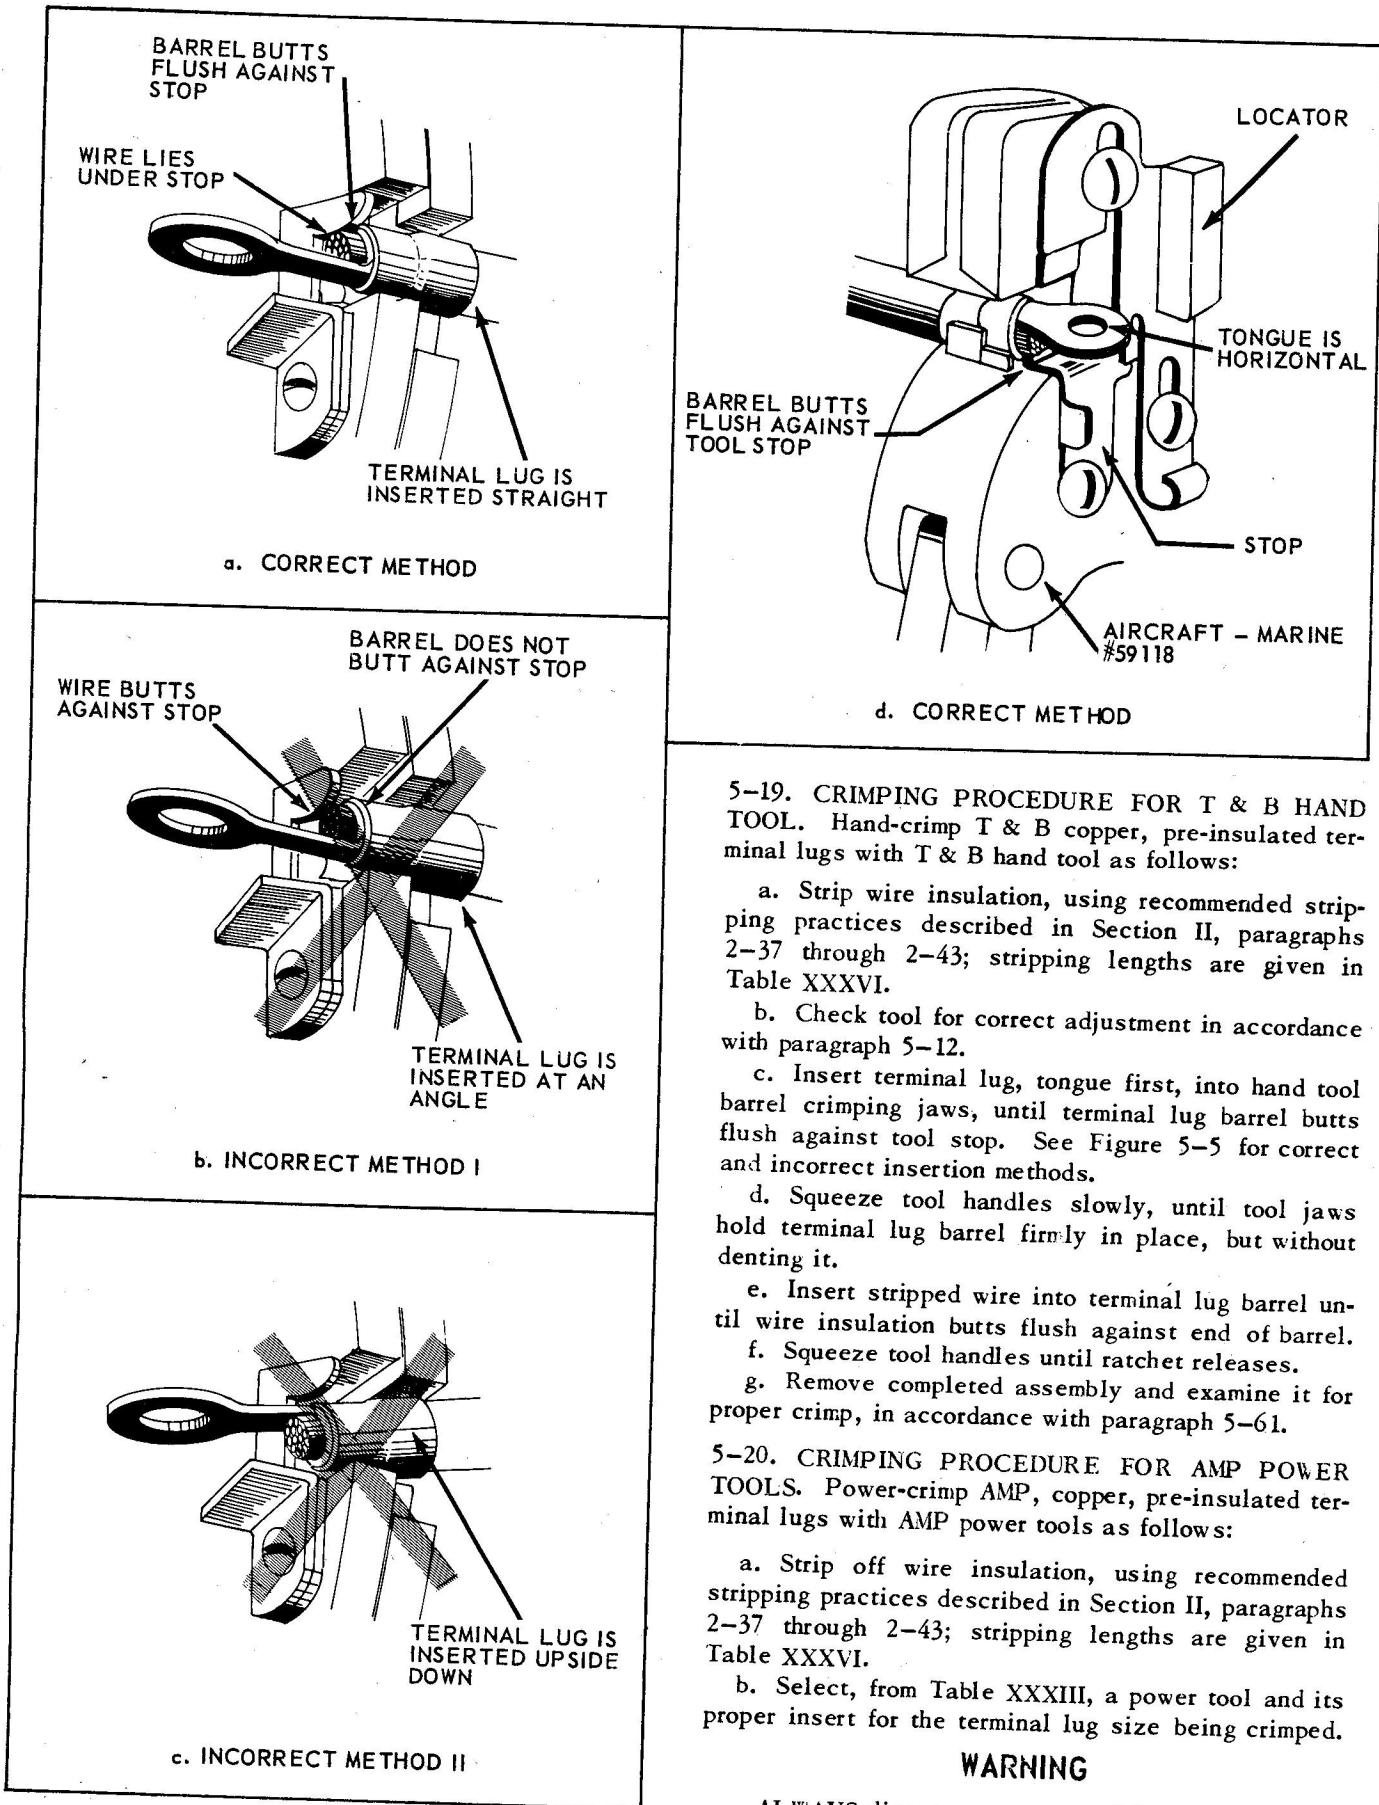 BARREL BUTTS
FLUSH AGAINST
STOP
WIRE LIES
UNDER STOP
TERMINAL LUG IS
INSERTED STRAIGHT
a. CORRECT METHOD
BARREL DOES NOT
BUTT AGAINST STOP
WIRE BUTTS
AGAINST STOP
TERMINAL LUG IS
INSERTED AT AN
ANGLE
b. INCORRECT METHOD I
TERMINAL LUG IS
INSERTED UPSIDE
DOWN
c. INCORRECT METHOD II
LOCATOR
TONGUE IS
HORIZONTAL
BARREL BUTTS
FLUSH AGAINST
TOOL STOP
STOP
AIRCRAFT – MARINE
#59118
d. CORRECT METHOD
5–19. CRIMPING PROCEDURE FOR T & B HAND
TOOL. Hand-crimp T & B copper, pre-insulated ter-
minal lugs with T & B hand tool as follows:
a. Strip wire insulation, using recommended strip-
ping practices described in Section II, paragraphs
2–37 through 2–43; stripping lengths are given in
Table XXXVI.
b. Check tool for correct adjustment in accordance
with paragraph 5–12.
c. Insert terminal lug, tongue first, into hand tool
barrel crimping jaws, until terminal lug barrel butts
flush against tool stop. See Figure 5–5 for correct
and incorrect insertion methods.
d. Squeeze tool handles slowly, until tool jaws
hold terminal lug barrel firmly in place, but without
denting it.
e. Insert stripped wire into terminal lug barrel un-
til wire insulation butts flush against end of barrel.
f. Squeeze tool handles until ratchet releases.
g. Remove completed assembly and examine it for
proper crimp, in accordance with paragraph 5–61.
5–20. CRIMPING PROCEDURE FOR AMP POWER
TOOLS. Power-crimp AMP, copper, pre-insulated ter-
minal lugs with AMP power tools as follows:
a. Strip off wire insulation, using recommended
stripping practices described in Section II, paragraphs
2–37 through 2–43; stripping lengths are given in
Table XXXVI.
b. Select, from Table XXXIII, a power tool and its
proper insert for the terminal lug size being crimped.
WARNING
ALWAYS